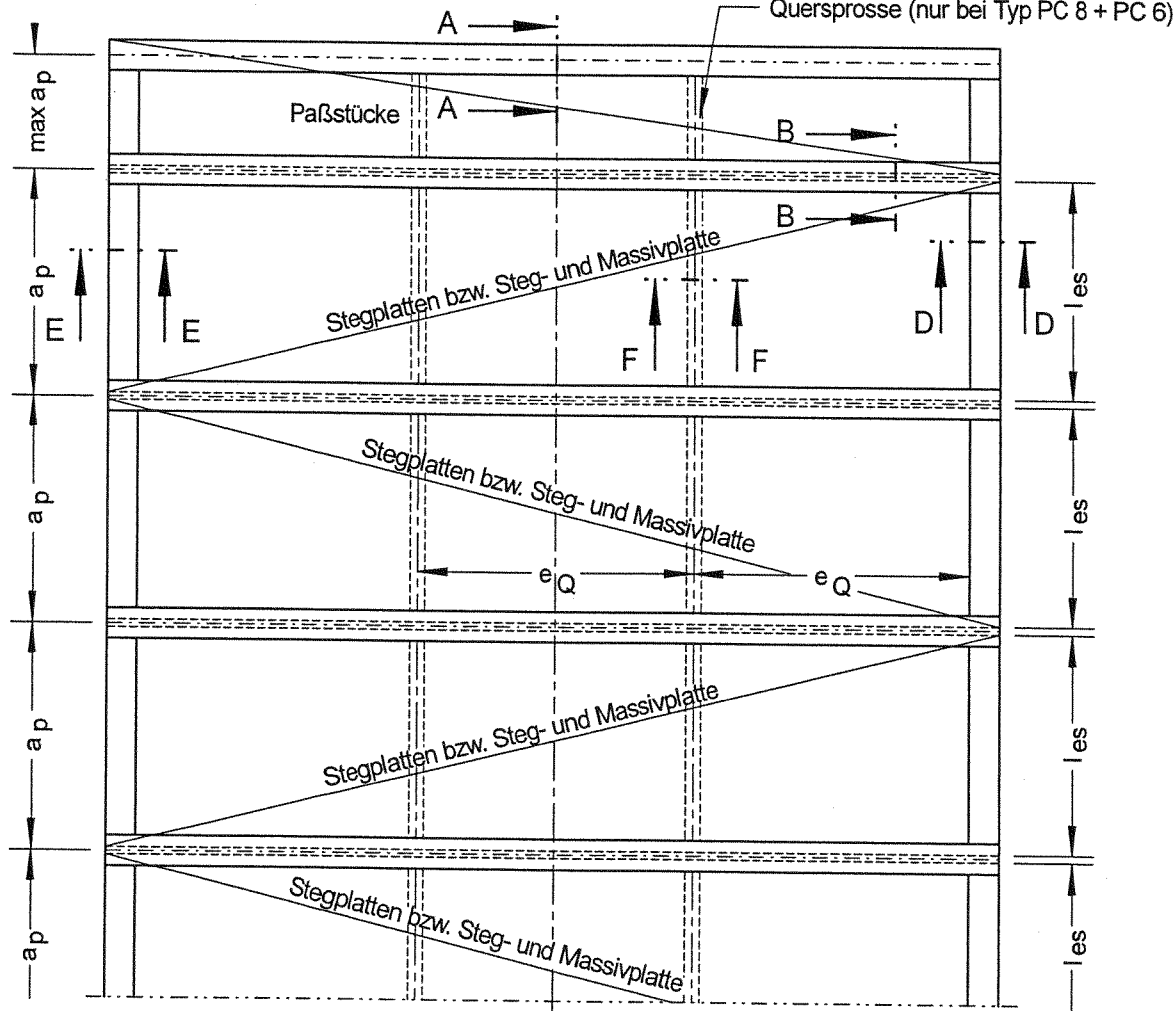 Quersprosse (nur bei Typ PC 8 + PC 6)
A
max a p
Paßstücke
A
B
B
a p
Stegplatten bzw. Steg- und Massivplatte
l es
E
E
F
F
D
D
a p
Stegplatten bzw. Steg- und Massivplatte
l es
e Q
e Q
a p
Stegplatten bzw. Steg- und Massivplatte
l es
a p
Stegplatten bzw. Steg- und Massivplatte
l es